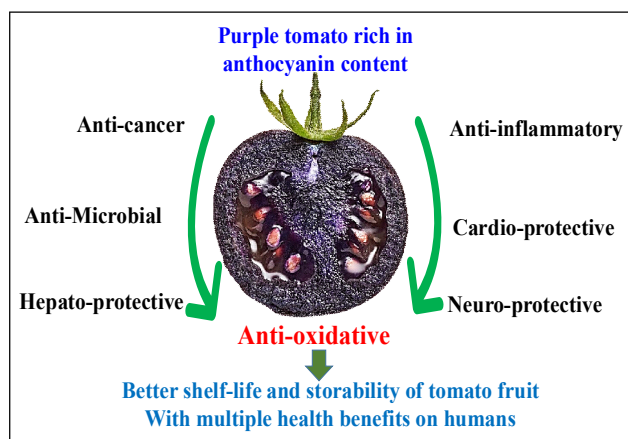 Purple tomato rich in
anthocyanin content
Anti-cancer
Anti-inflammatory
Anti-Microbial
Cardio-protective
Hepato-protective
Neuro-protective
Anti-oxidative
Better shelf-life and storability of tomato fruit
With multiple health benefits on humans